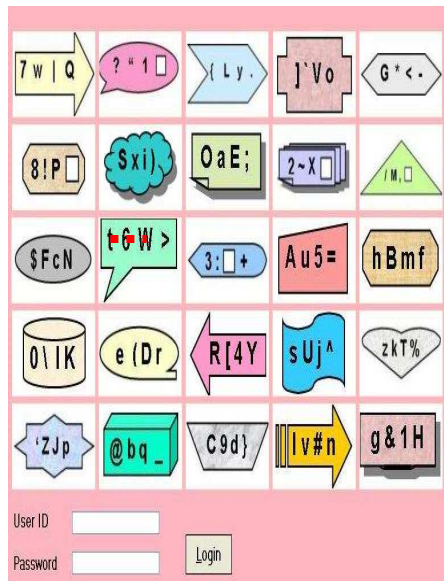 7 w | Q
? “ 1 □
{ L y .
] ` V o
G * < -
8 ! P □
S x i )
O a E ;
2 ~ X □
/ M , □
$ F c N
t - 6 W >
3 : □ +
A u 5 =
h B m f
0 \ I K
e ( D r
R [ 4 Y
s U j ^
z k T %
‘ Z J p
@ b q _
C 9 d }
l v # n
g & 1 H
User ID
Password
Login